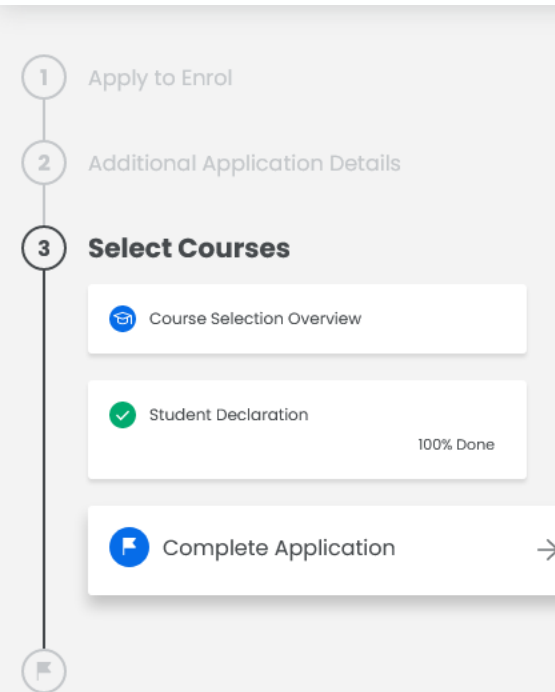 1
Apply to Enrol
2
Additional Application Details
3
Select Courses
Course Selection Overview
Student Declaration
100% Done
Complete Application